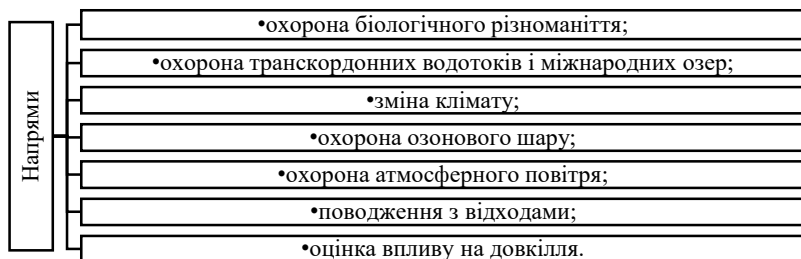 Напрями
•охорона біологічного різноманіття;
•охорона транскордонних водотоків і міжнародних озер;
•зміна клімату;
•охорона озонового шару;
•охорона атмосферного повітря;
•поводження з відходами;
•оцінка впливу на довкілля.